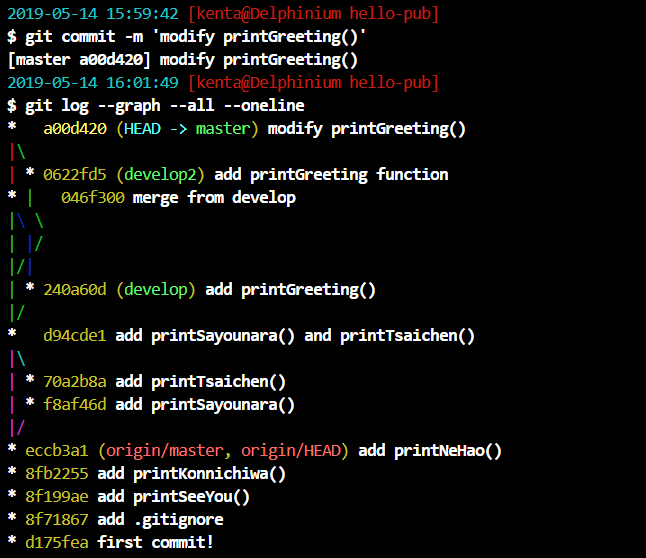 2019-05-14 15:59:42 [kenta@Delphinium hello-pub]
$ git commit -m 'modify printGreeting()'
[master a00d420] modify printGreeting()
2019-05-14 16:01:49 [kenta@Delphinium hello-pub]
$ git log --graph --all --oneline
*   a00d420 (HEAD -> master) modify printGreeting()
|\
| * 0622fd5 (develop2) add printGreeting function
* |   046f300 merge from develop
|\ \
| |/
|/|
| * 240a60d (develop) add printGreeting()
|/
*   d94cde1 add printSayounara() and printTsaichen()
|\
| * 70a2b8a add printTsaichen()
| * f8af46d add printSayounara()
|/
* eccb3a1 (origin/master, origin/HEAD) add printNeHao()
* 8fb2255 add printKonnichiwa()
* 8f199ae add printSeeYou()
* 8f71867 add .gitignore
* d175fea first commit!